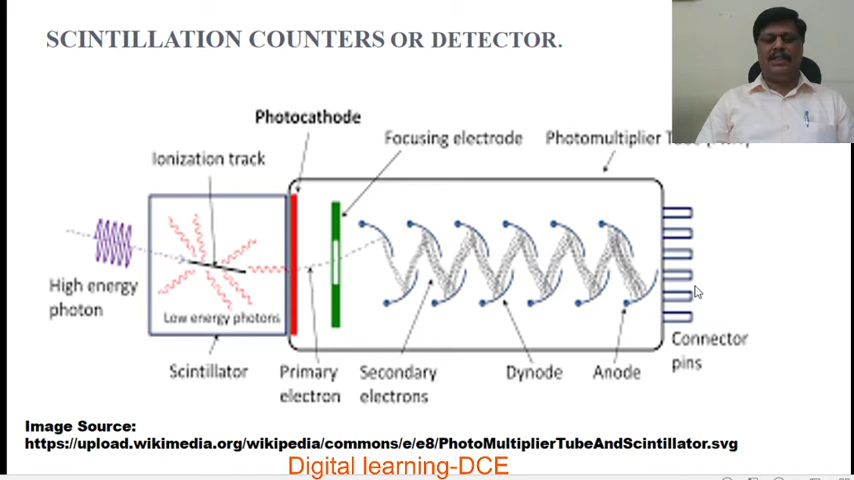 SCINTILLATION COUNTERS OR DETECTOR.
Photocathode
Focusing electrode
Photomultiplier
Ionization track
High energy
photon
Low energy photons
Scintillator
Primary
electron
Secondary
electrons
Dynode
Anode
Connector
pins
Image Source:
https://upload.wikimedia.org/wikipedia/commons/e/e8/PhotoMultiplierTubeAndScintillator.svg
Digital learning-DCE